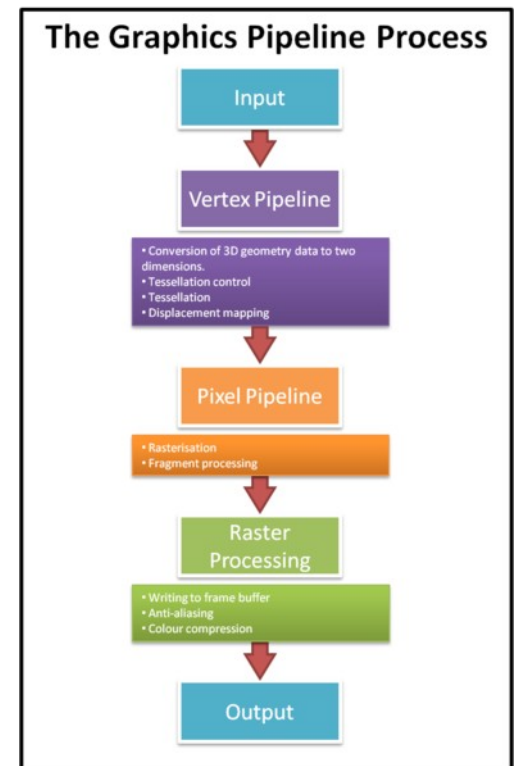 The Graphics Pipeline Process
Input
Vertex Pipeline
• Conversion of 3D geometry data to two
dimensions.
• Tessellation control
• Tessellation
• Displacement mapping
Pixel Pipeline
• Rasterisation
• Fragment processing
Raster
Processing
• Writing to frame buffer
• Anti-aliasing
• Colour compression
Output